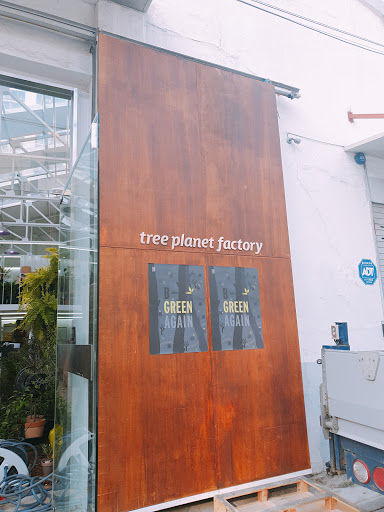 tree planet factory
GREEN
AGAIN
GREEN
AGAIN
ADT